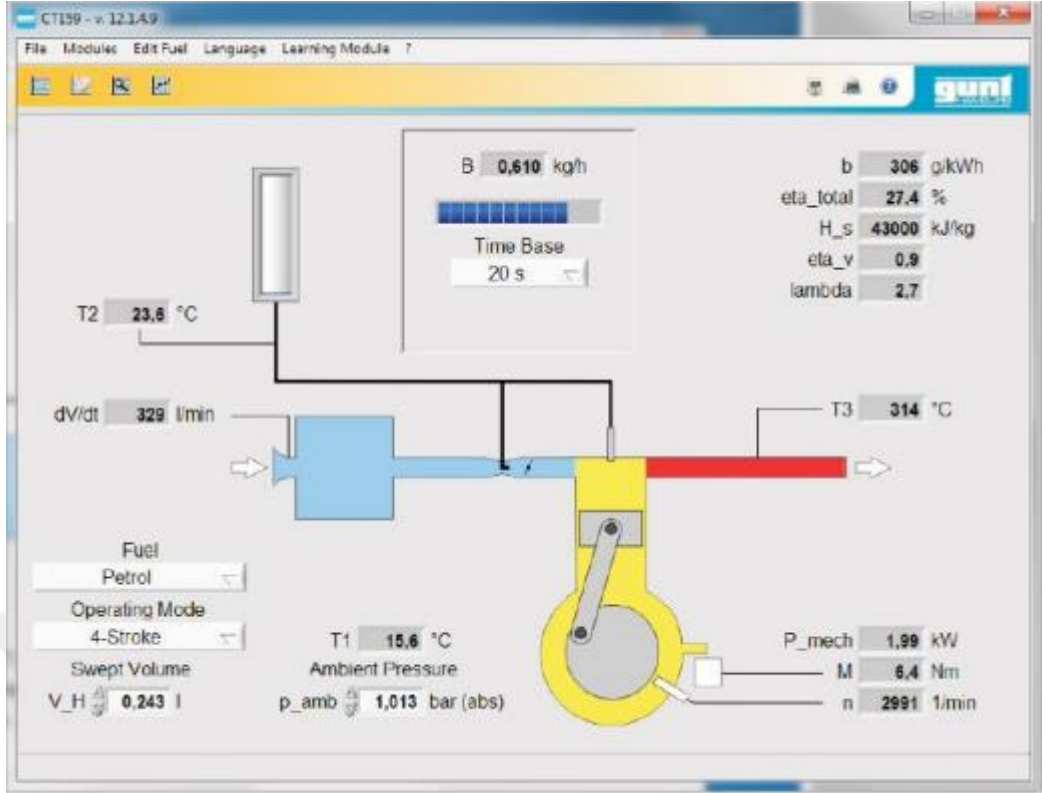 CT159 - v. 12.1.4.9
File Modules Edit Fuel Language Learning Module ?
gunt
B 0,610 kg/h
Time Base
20 s
b 306 g/kWh
eta_total 27.4 %
H_s 43000 kJ/kg
eta_v 0.9
lambda 2.7
T2 23,6 °C
dV/dt 329 l/min
T3 314 °C
Fuel
Petrol
Operating Mode
4-Stroke
Swept Volume
V_H 0,243 l
T1 15,6 °C
Ambient Pressure
p_amb 1,013 bar (abs)
P_mech 1,99 kW
M 6,4 Nm
n 2991 1/min